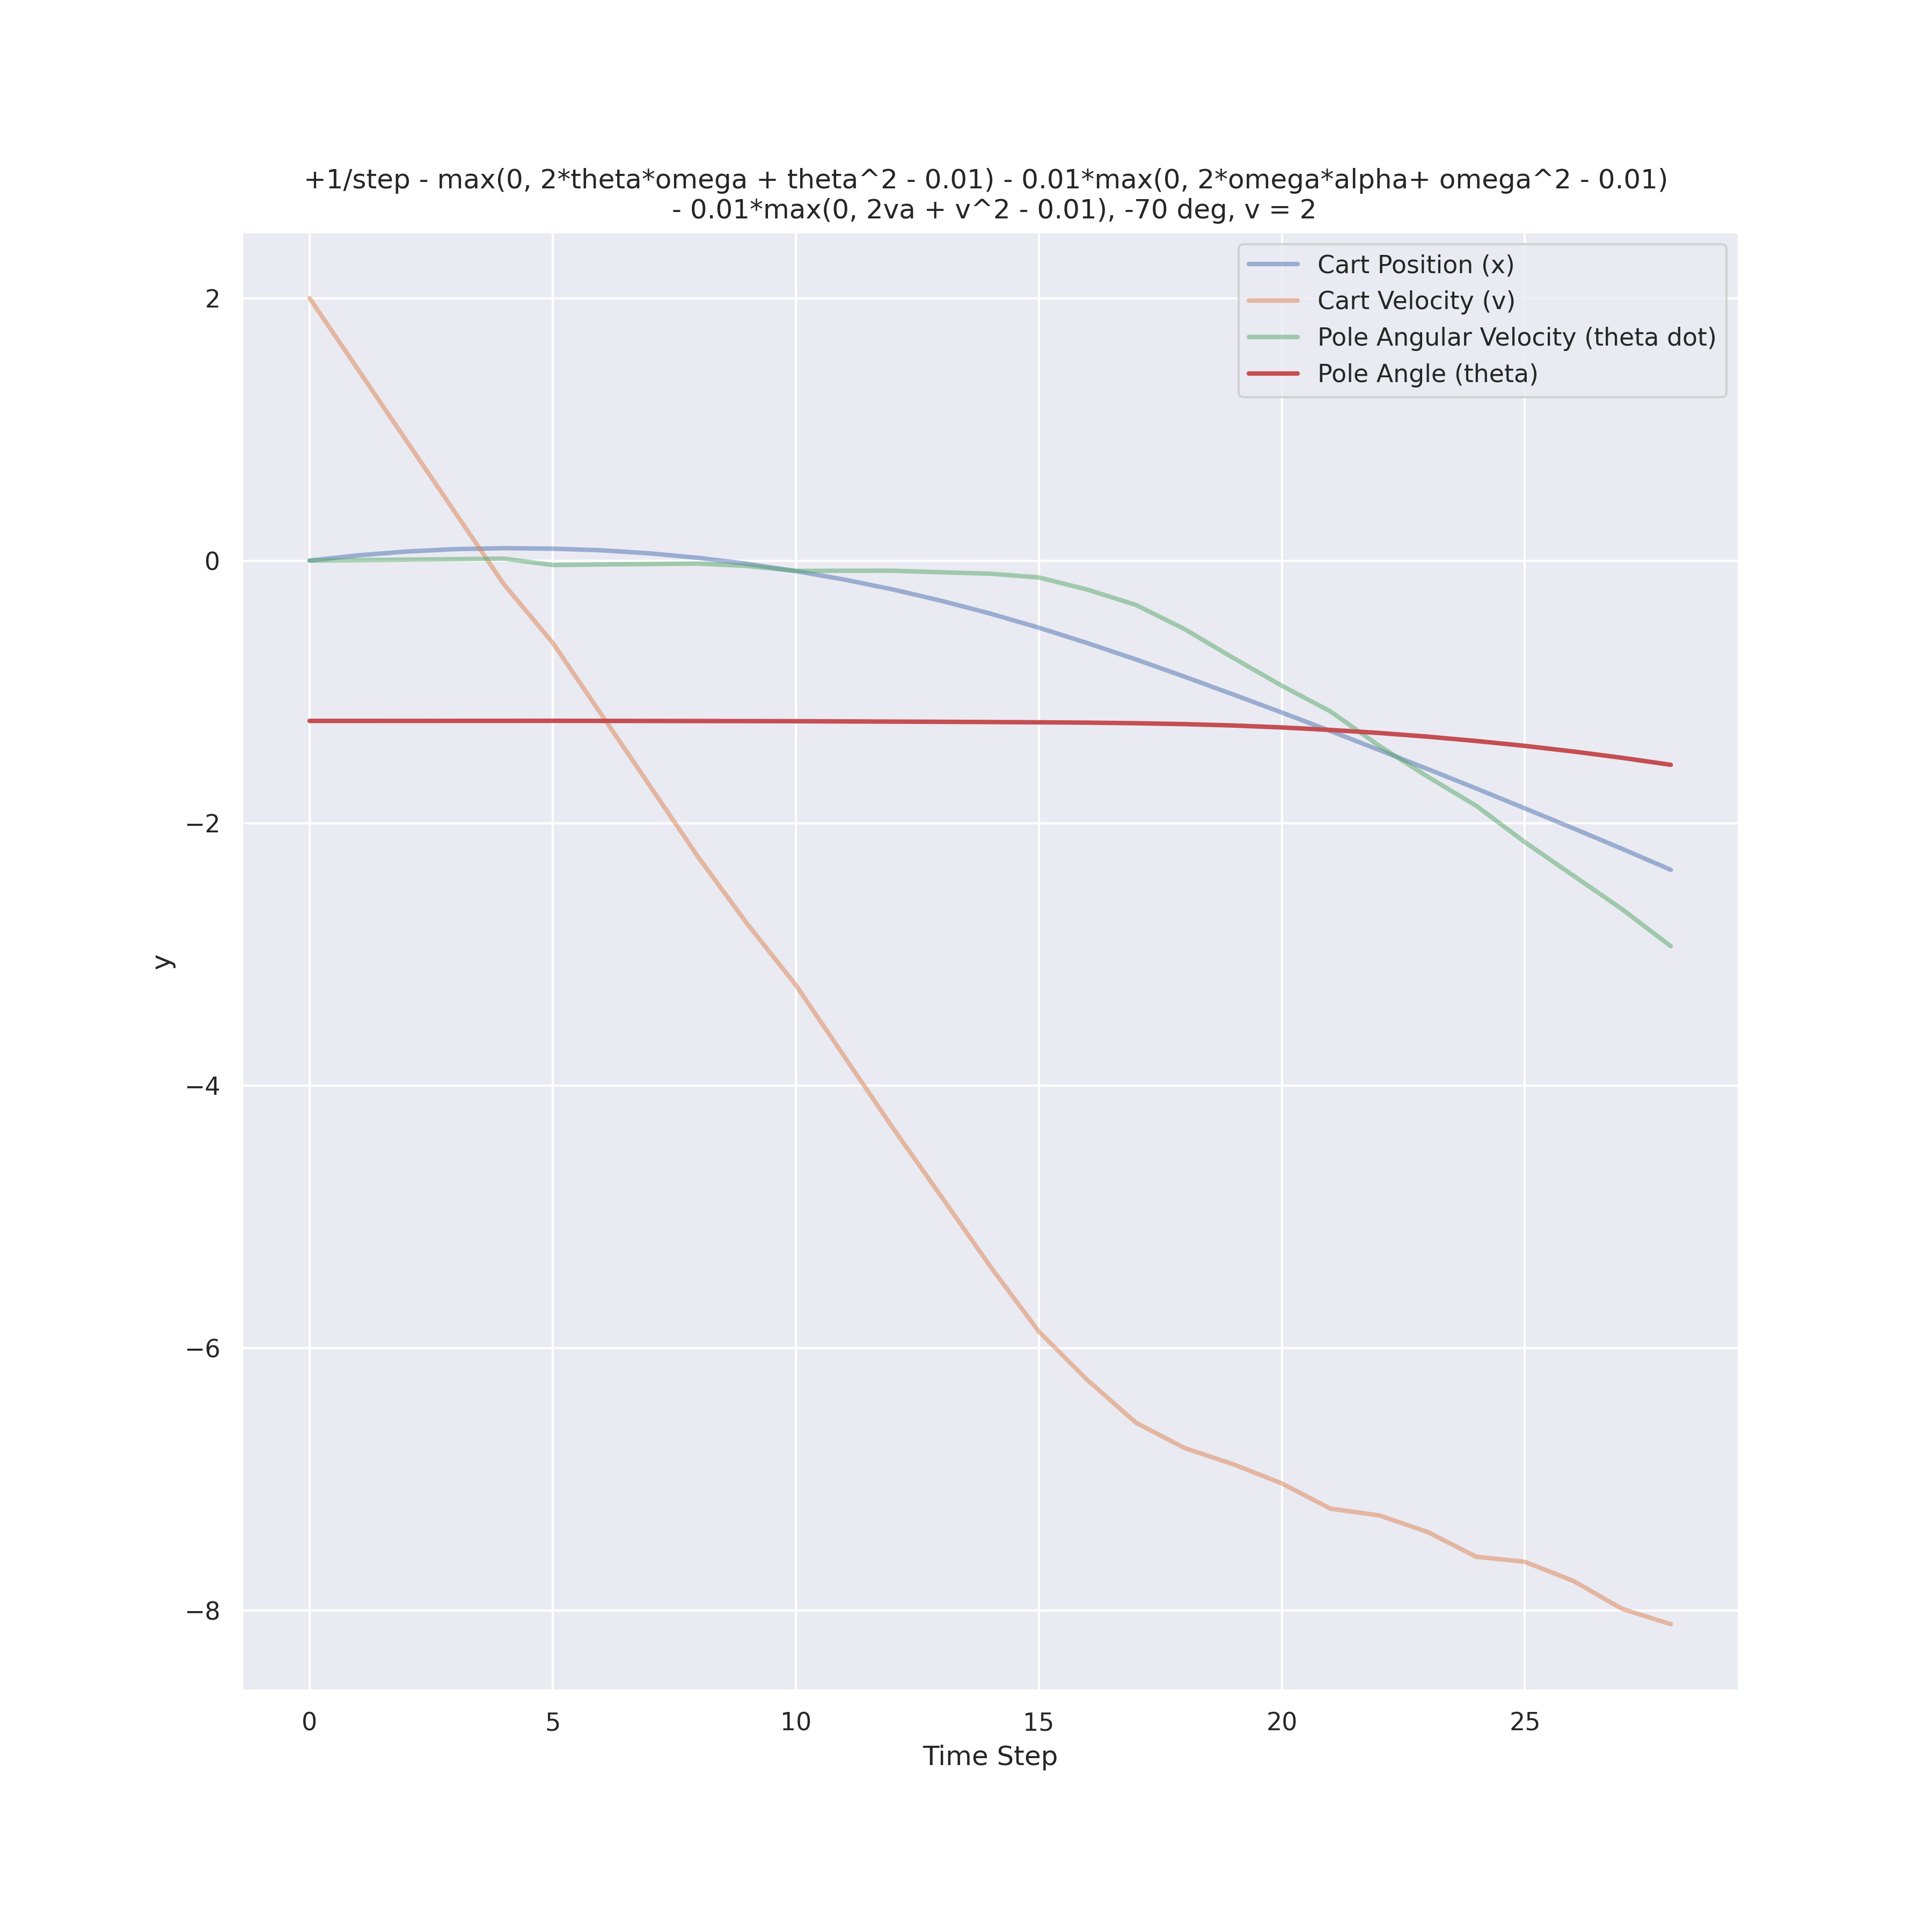 +1/step - max(0, 2*theta*omega + theta^2 - 0.01) - 0.01*max(0, 2*omega*alpha+ omega^2 - 0.01)
- 0.01*max(0, 2va + v^2 - 0.01), -70 deg, v = 2
Cart Position (x)
Cart Velocity (v)
Pole Angular Velocity (theta dot)
Pole Angle (theta)
2
0
−2
−4
−6
−8
y
0 5 10 15 20 25
Time Step